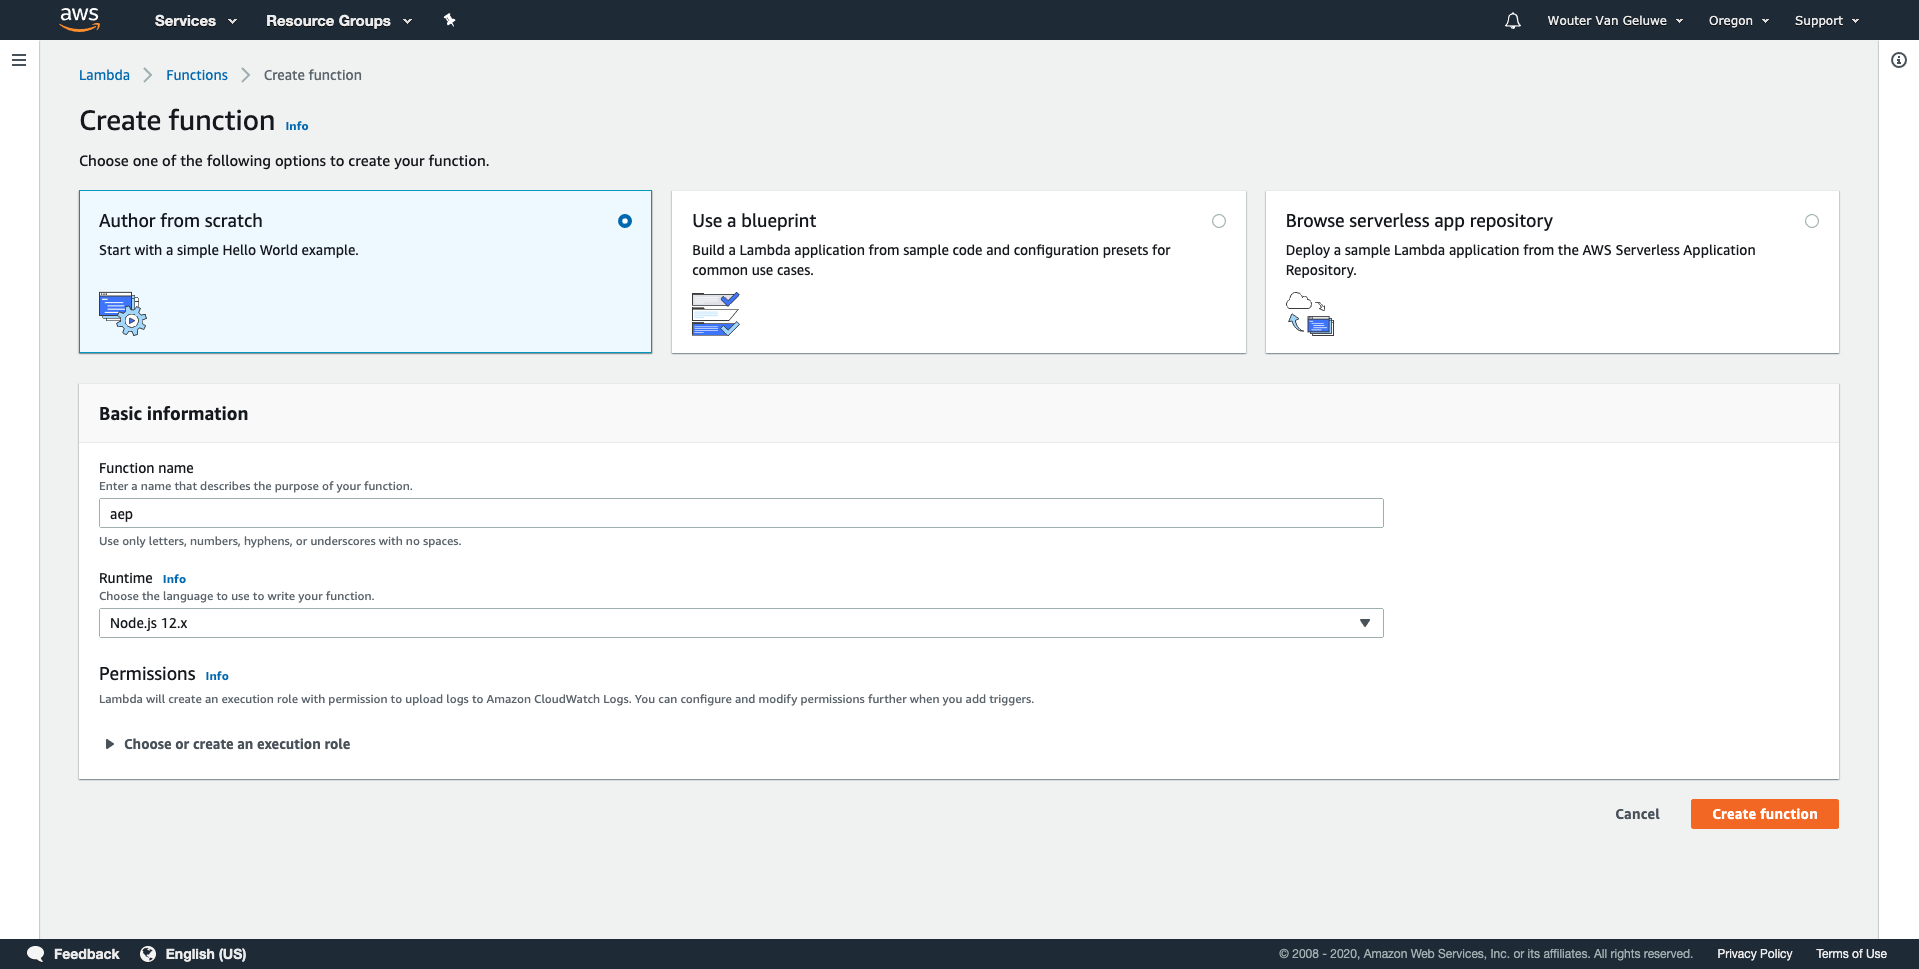 aws Services Resource Groups Wouter Van Geluwe Oregon Support
Lambda Functions Create function
Create function Info
Choose one of the following options to create your function.
Author from scratch
Start with a simple Hello World example.
Use a blueprint
Build a Lambda application from sample code and configuration presets for
common use cases.
Browse serverless app repository
Deploy a sample Lambda application from the AWS Serverless Application
Repository.
Basic information
Function name
Enter a name that describes the purpose of your function.
aep
Use only letters, numbers, hyphens, or underscores with no spaces.
Runtime Info
Choose the language to use to write your function.
Node.js 12.x
Permissions Info
Lambda will create an execution role with permission to upload logs to Amazon CloudWatch Logs. You can configure and modify permissions further when you add triggers.
Choose or create an execution role
Cancel Create function
Feedback English (US) © 2008 - 2020, Amazon Web Services, Inc. or its affiliates. All rights reserved. Privacy Policy Terms of Use